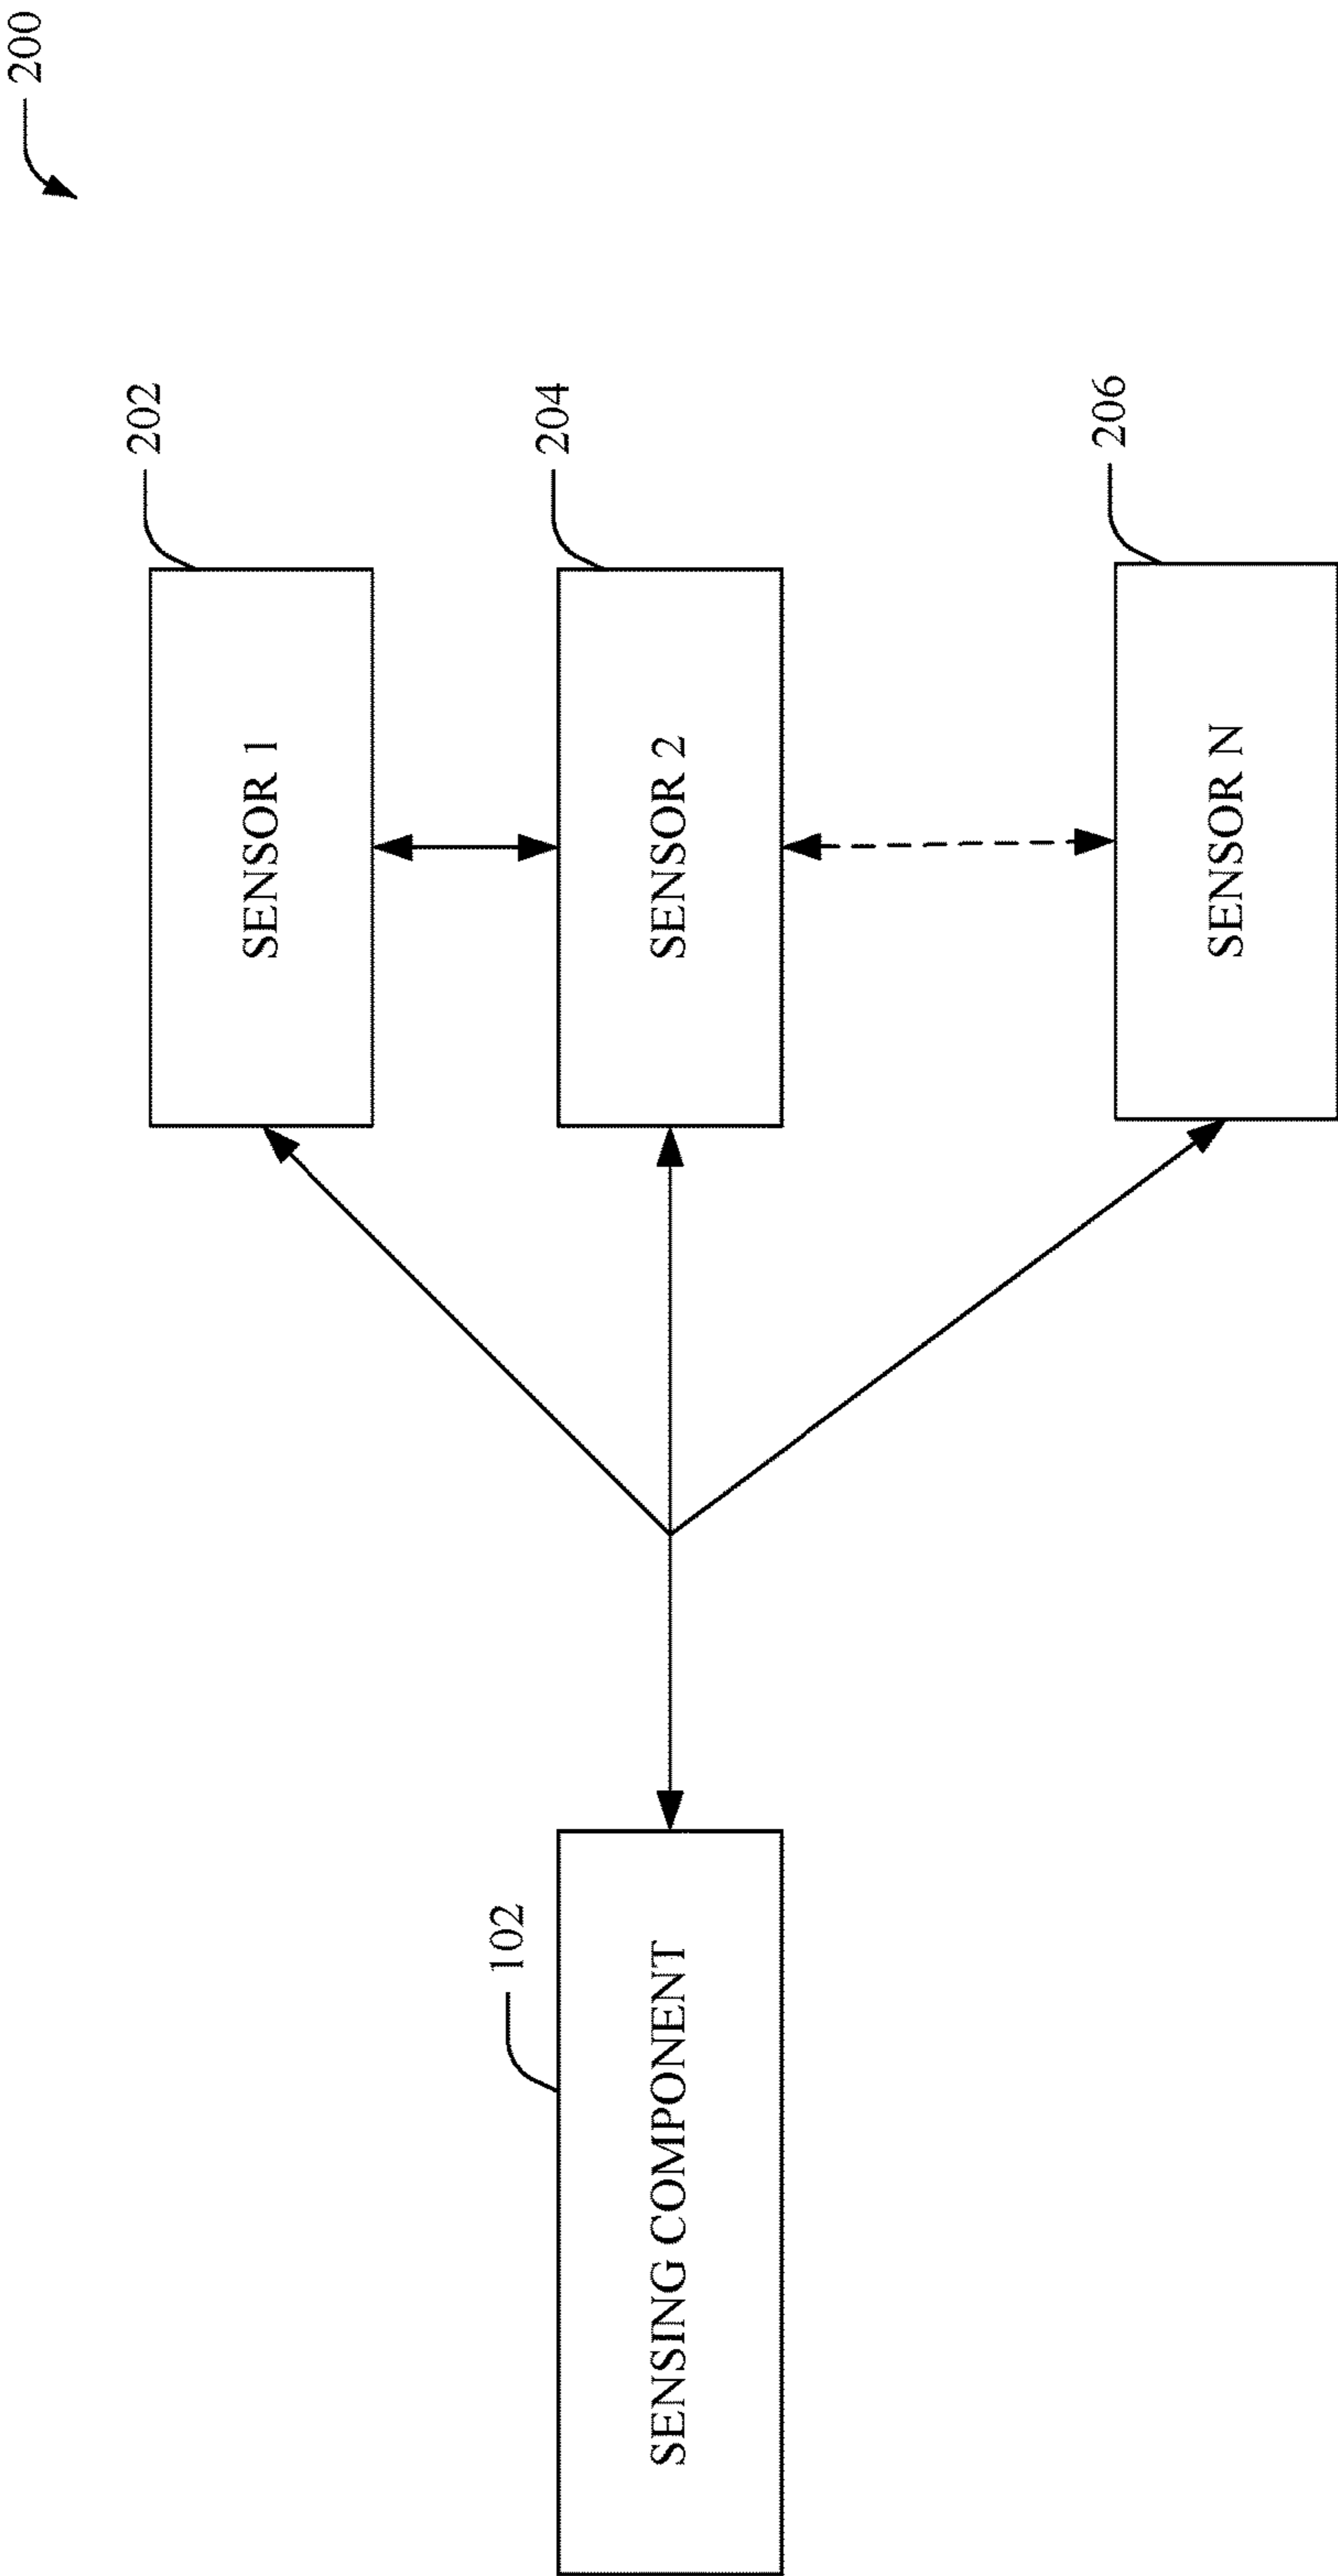 200
SENSOR 1
202
SENSOR 2
204
SENSOR N
206
SENSING COMPONENT
102